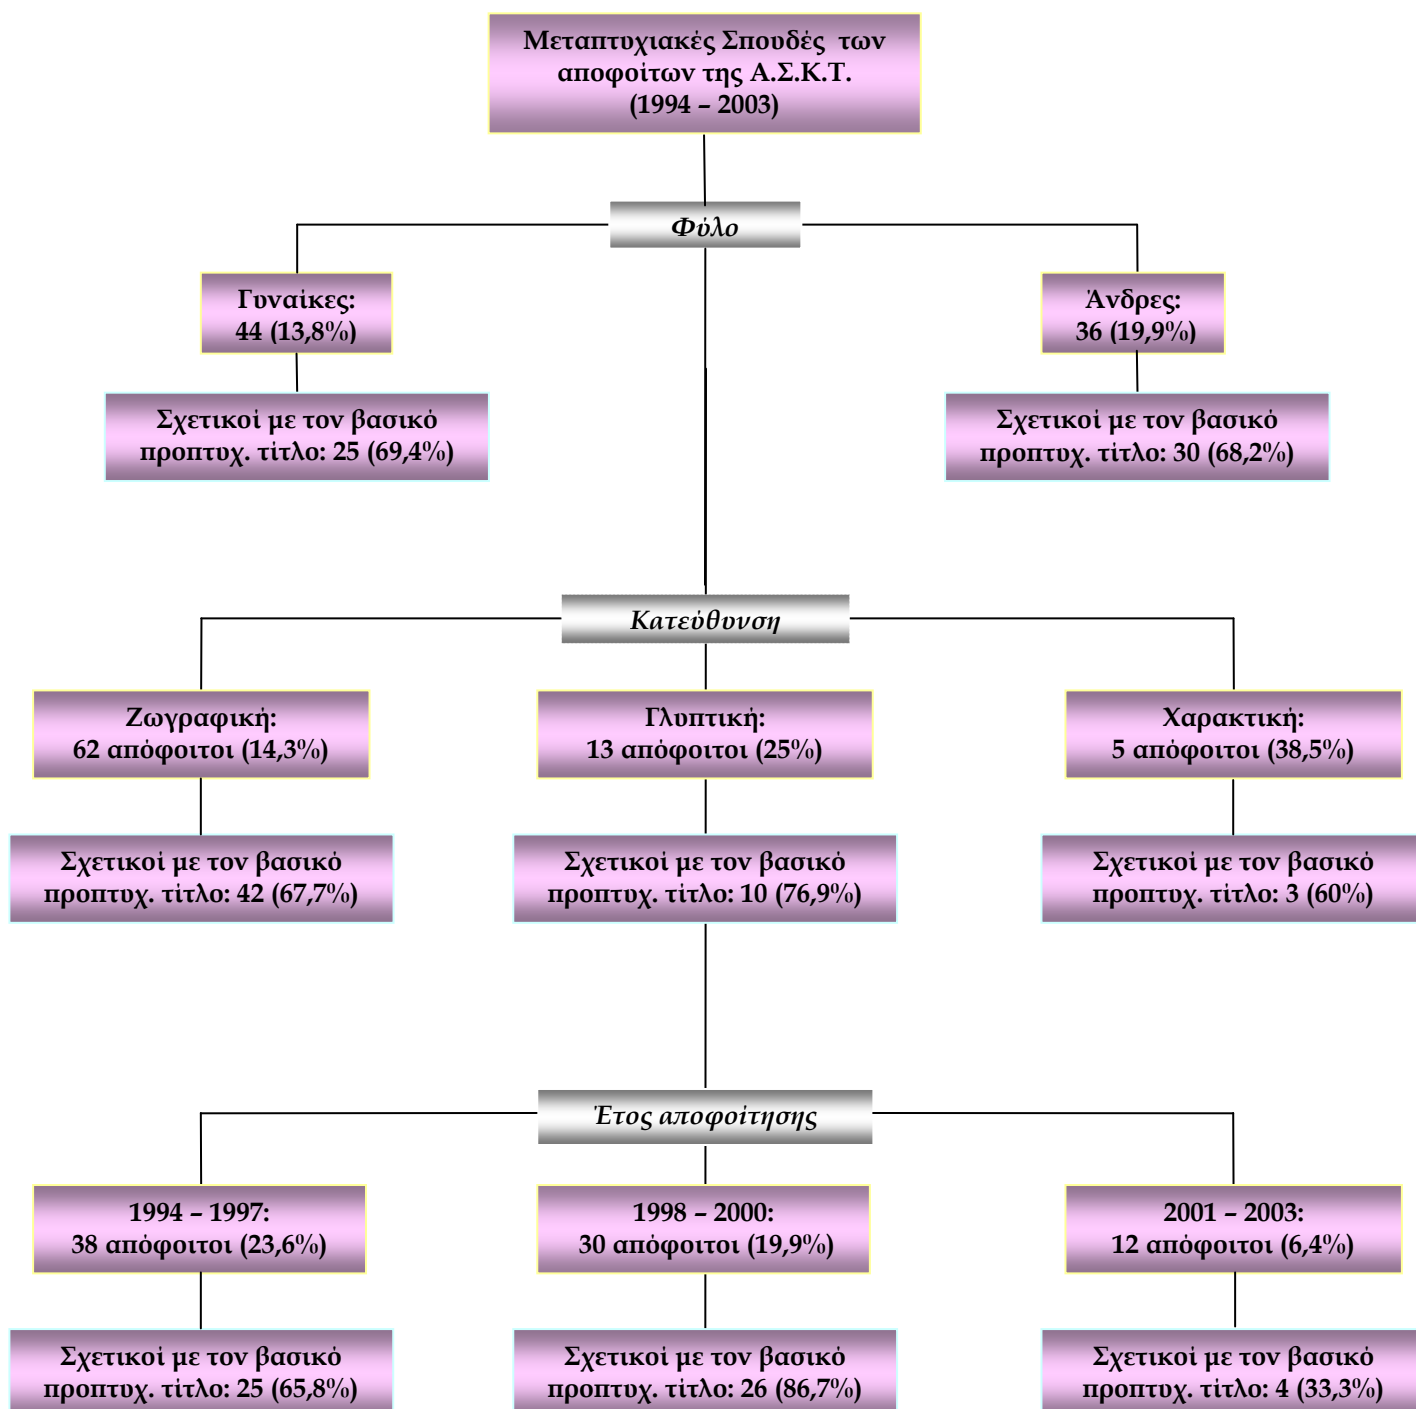 Μεταπτυχιακές Σπουδές των
αποφοίτων της Α.Σ.Κ.Τ.
(1994 – 2003)
Φύλο
Γυναίκες:
44 (13,8%)
Άνδρες:
36 (19,9%)
Σχετικοί με τον βασικό
προπτυχ. τίτλο: 25 (69,4%)
Σχετικοί με τον βασικό
προπτυχ. τίτλο: 30 (68,2%)
Κατεύθυνση
Ζωγραφική:
62 απόφοιτοι (14,3%)
Γλυπτική:
13 απόφοιτοι (25%)
Χαρακτική:
5 απόφοιτοι (38,5%)
Σχετικοί με τον βασικό
προπτυχ. τίτλο: 42 (67,7%)
Σχετικοί με τον βασικό
προπτυχ. τίτλο: 10 (76,9%)
Σχετικοί με τον βασικό
προπτυχ. τίτλο: 3 (60%)
Έτος αποφοίτησης
1994 – 1997:
38 απόφοιτοι (23,6%)
1998 – 2000:
30 απόφοιτοι (19,9%)
2001 – 2003:
12 απόφοιτοι (6,4%)
Σχετικοί με τον βασικό
προπτυχ. τίτλο: 25 (65,8%)
Σχετικοί με τον βασικό
προπτυχ. τίτλο: 26 (86,7%)
Σχετικοί με τον βασικό
προπτυχ. τίτλο: 4 (33,3%)